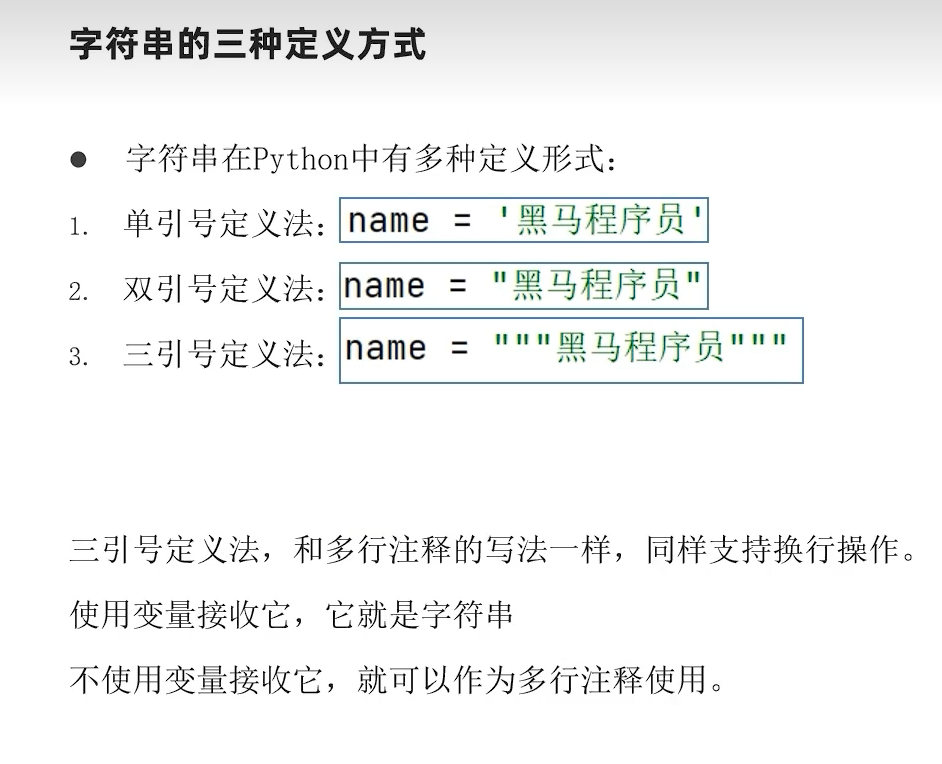 字符串的三种定义方式
● 字符串在Python中有多种定义形式：
1. 单引号定义法：name = '黑马程序员'
2. 双引号定义法：name = "黑马程序员"
3. 三引号定义法：name = """黑马程序员"""
三引号定义法，和多行注释的写法一样，同样支持换行操作。
使用变量接收它，它就是字符串
不使用变量接收它，就可以作为多行注释使用。